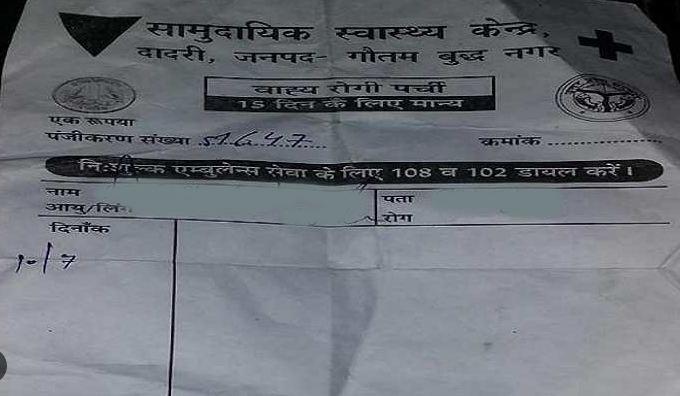 सामुदायिक स्वास्थ्य केन्द्र,
दादरी, जनपद- गौतम बुद्ध नगर
वाह्य रोगी पर्ची
15 दिन के लिए मान्य
एक रूपया
पंजीकरण संख्या 51647 क्रमांक
नि:शुल्क एम्बुलेन्स सेवा के लिए 108 व 102 डायल करें।
नाम पता
आयु/लिंग रोग
दिनाँक
10/7